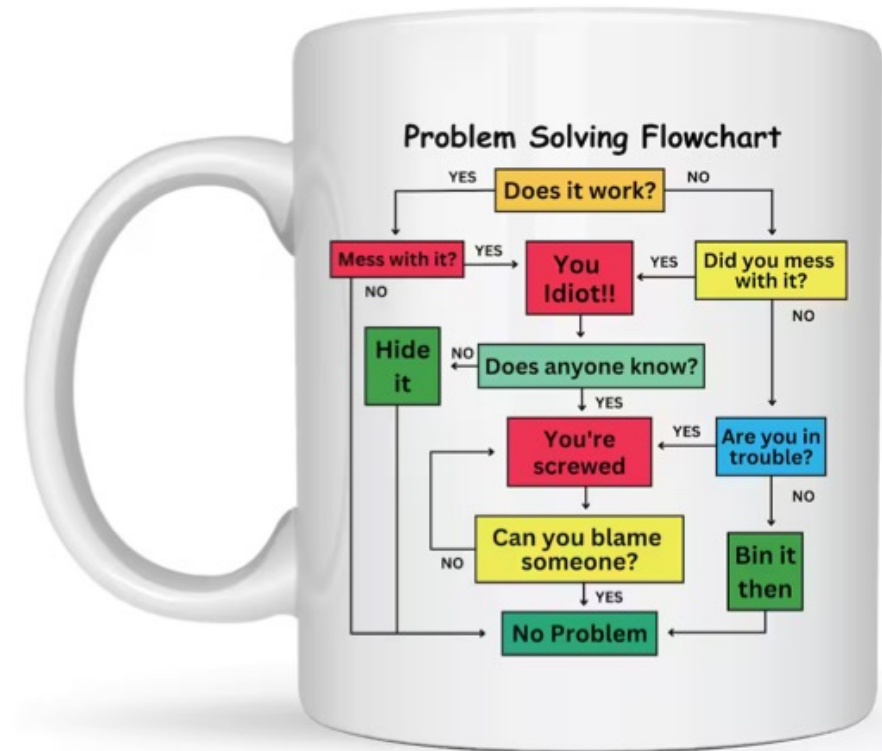 Problem Solving Flowchart
YES
Does it work?
NO
Mess with it?
YES
You
Idiot!!
YES
Did you mess
with it?
NO
NO
Hide
it
NO
Does anyone know?
YES
You're
screwed
YES
Are you in
trouble?
NO
Can you blame
someone?
NO
YES
Bin it
then
No Problem